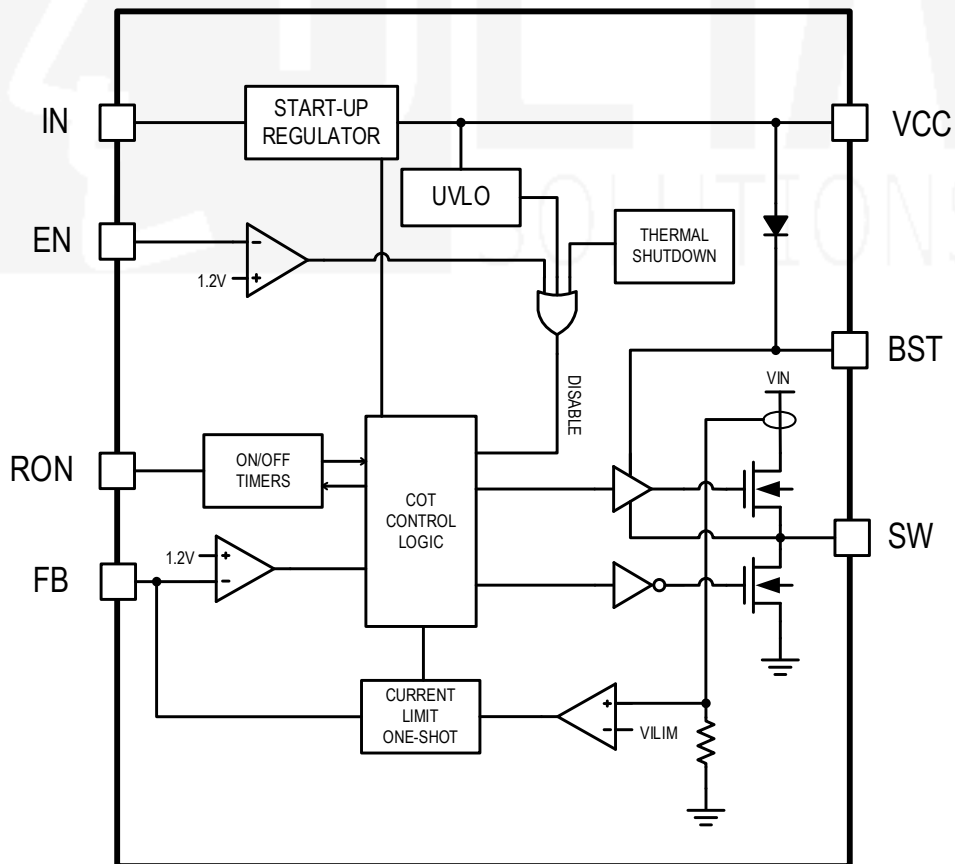 IN
START-UP
REGULATOR
VCC
UVLO
SOLUTIONS
EN
1.2V
THERMAL
SHUTDOWN
BST
DISABLE
VIN
RON
ON/OFF
TIMERS
COT
CONTROL
LOGIC
SW
1.2V
FB
CURRENT
LIMIT
ONE-SHOT
VILIM